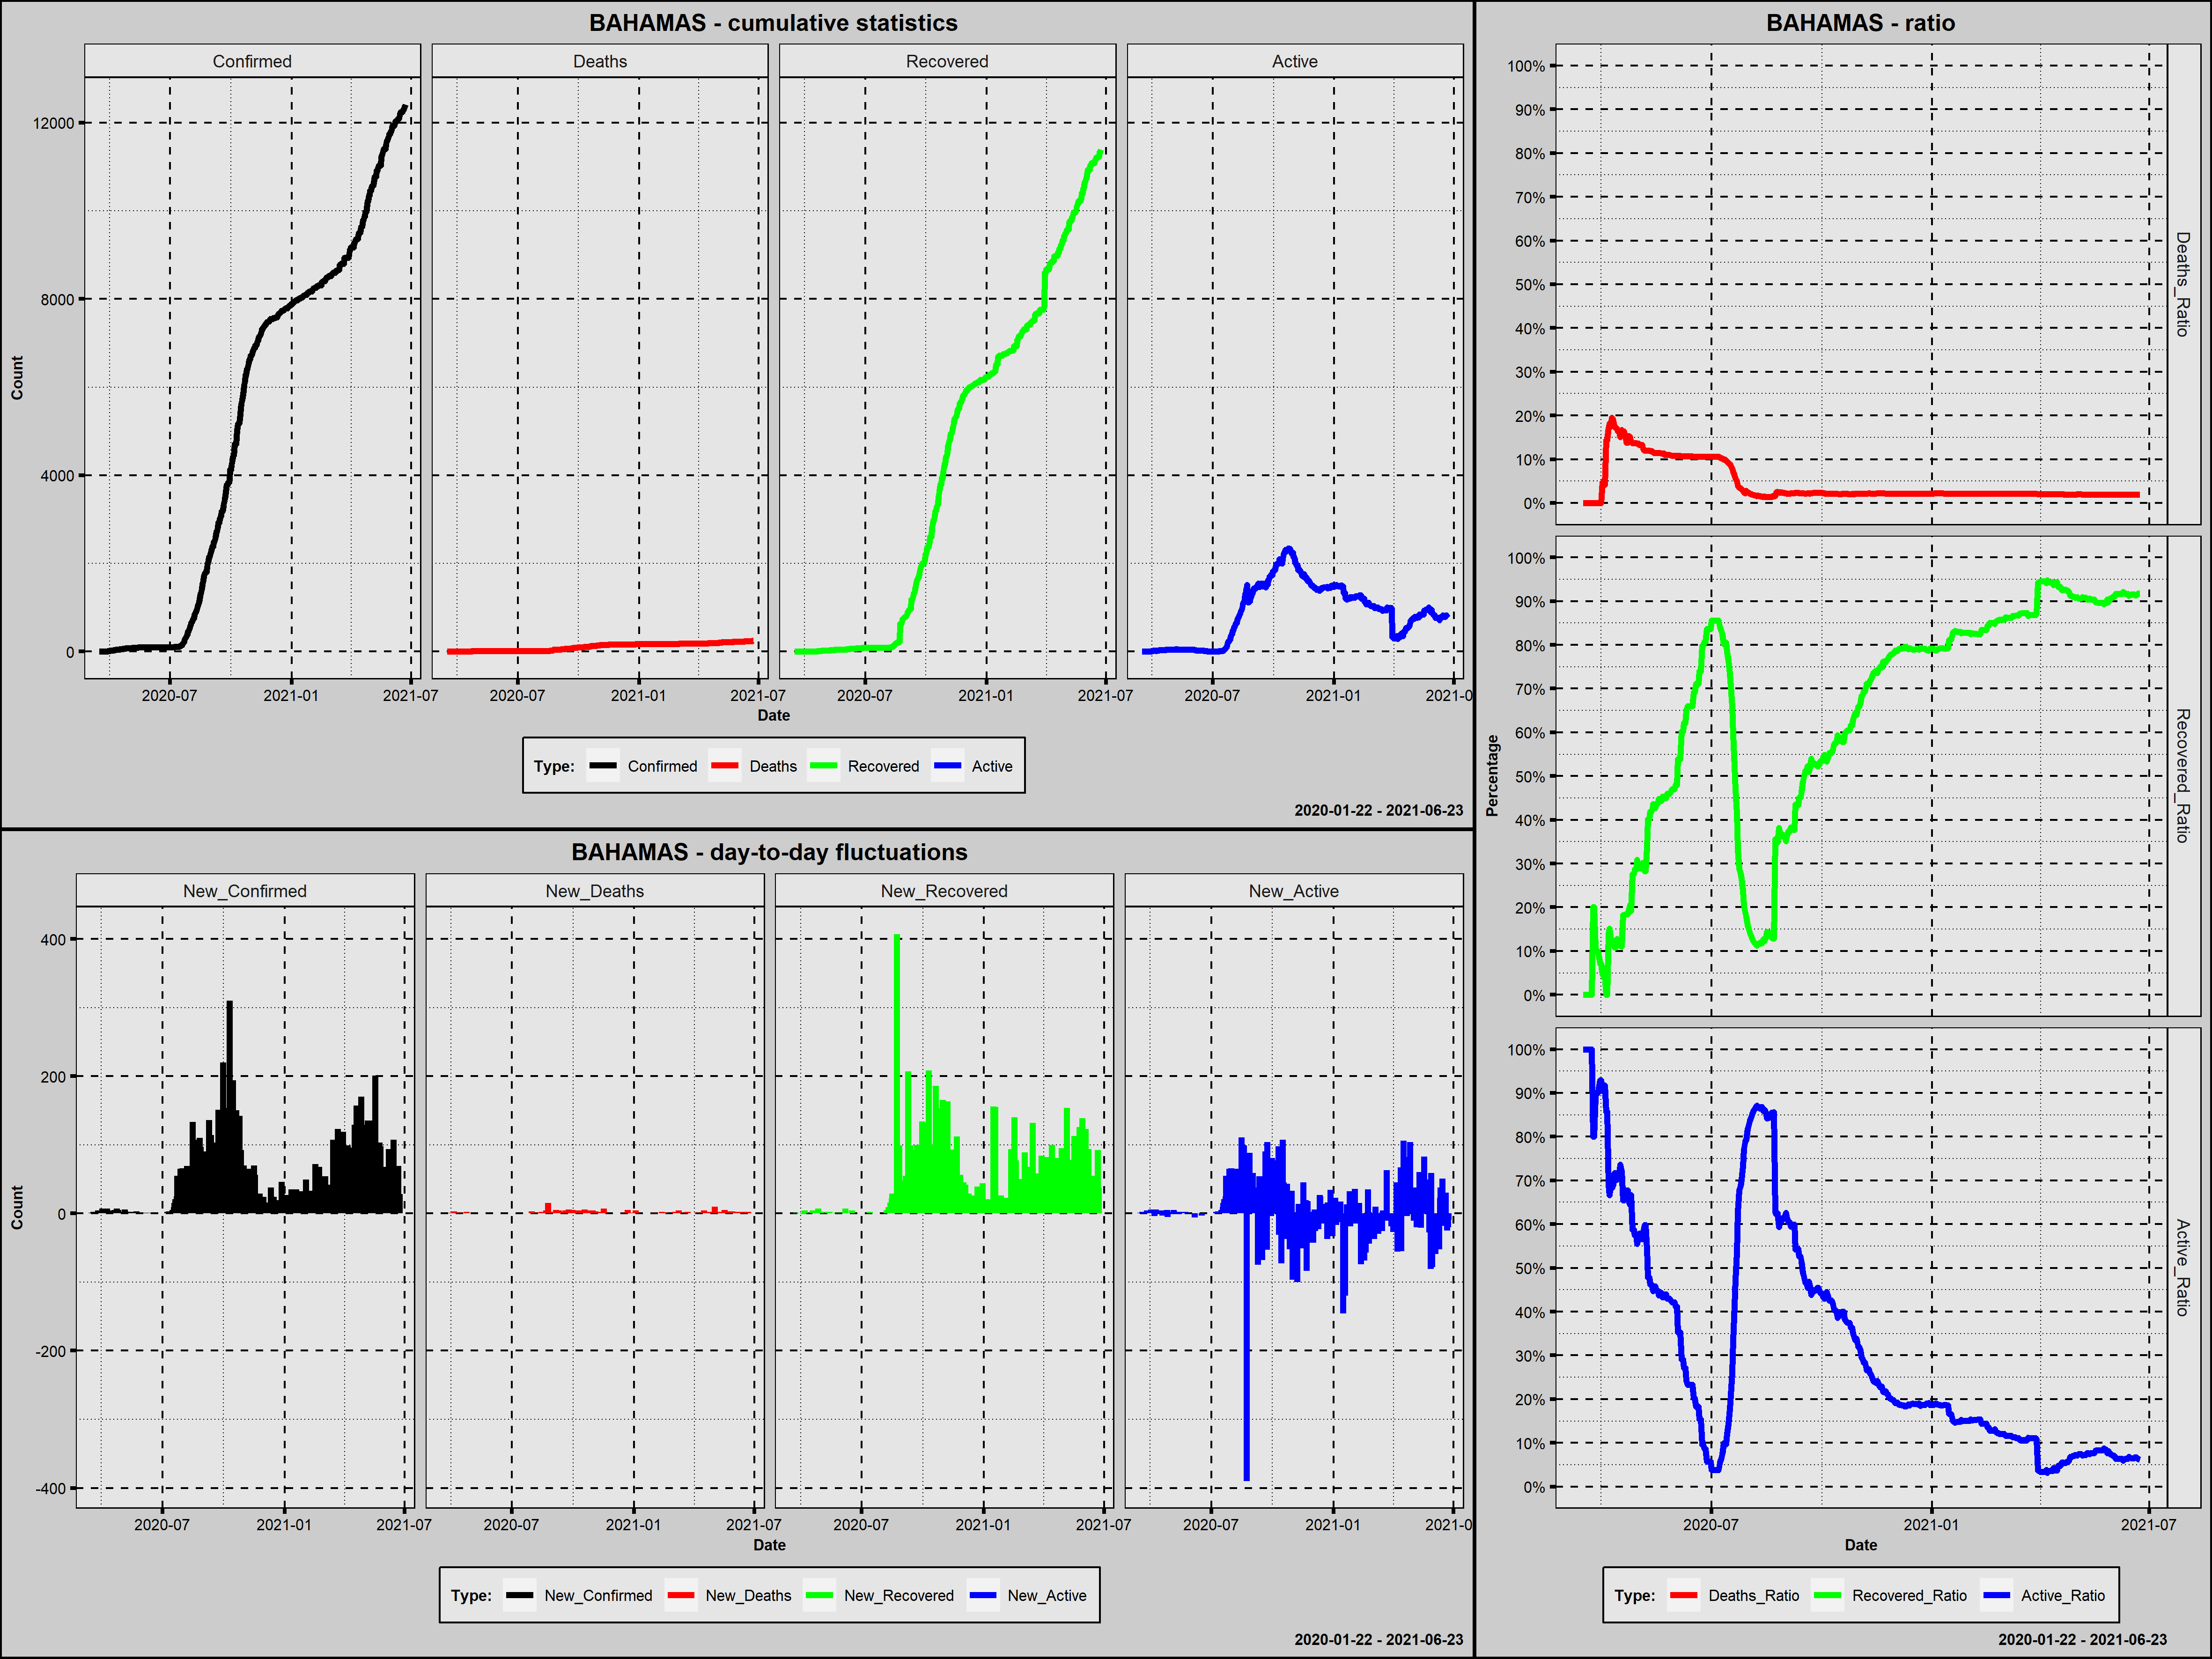 BAHAMAS - cumulative statistics
Confirmed Deaths Recovered Active
12000
8000
4000
0
Count
2020-07 2021-01 2021-07 2020-07 2021-01 2021-07 2020-07 2021-01 2021-07 2020-07 2021-01 2021-0
Date
Type: Confirmed Deaths Recovered Active
2020-01-22 - 2021-06-23
BAHAMAS - day-to-day fluctuations
New_Confirmed New_Deaths New_Recovered New_Active
400
200
0
-200
-400
Count
2020-07 2021-01 2021-07 2020-07 2021-01 2021-07 2020-07 2021-01 2021-07 2020-07 2021-01 2021-0
Date
Type: New_Confirmed New_Deaths New_Recovered New_Active
2020-01-22 - 2021-06-23
BAHAMAS - ratio
100%
90%
80%
70%
60%
50%
40%
30%
20%
10%
0%
Deaths_Ratio
100%
90%
80%
70%
60%
50%
40%
30%
20%
10%
0%
Recovered_Ratio
100%
90%
80%
70%
60%
50%
40%
30%
20%
10%
0%
Active_Ratio
Percentage
2020-07 2021-01 2021-07
Date
Type: Deaths_Ratio Recovered_Ratio Active_Ratio
2020-01-22 - 2021-06-23